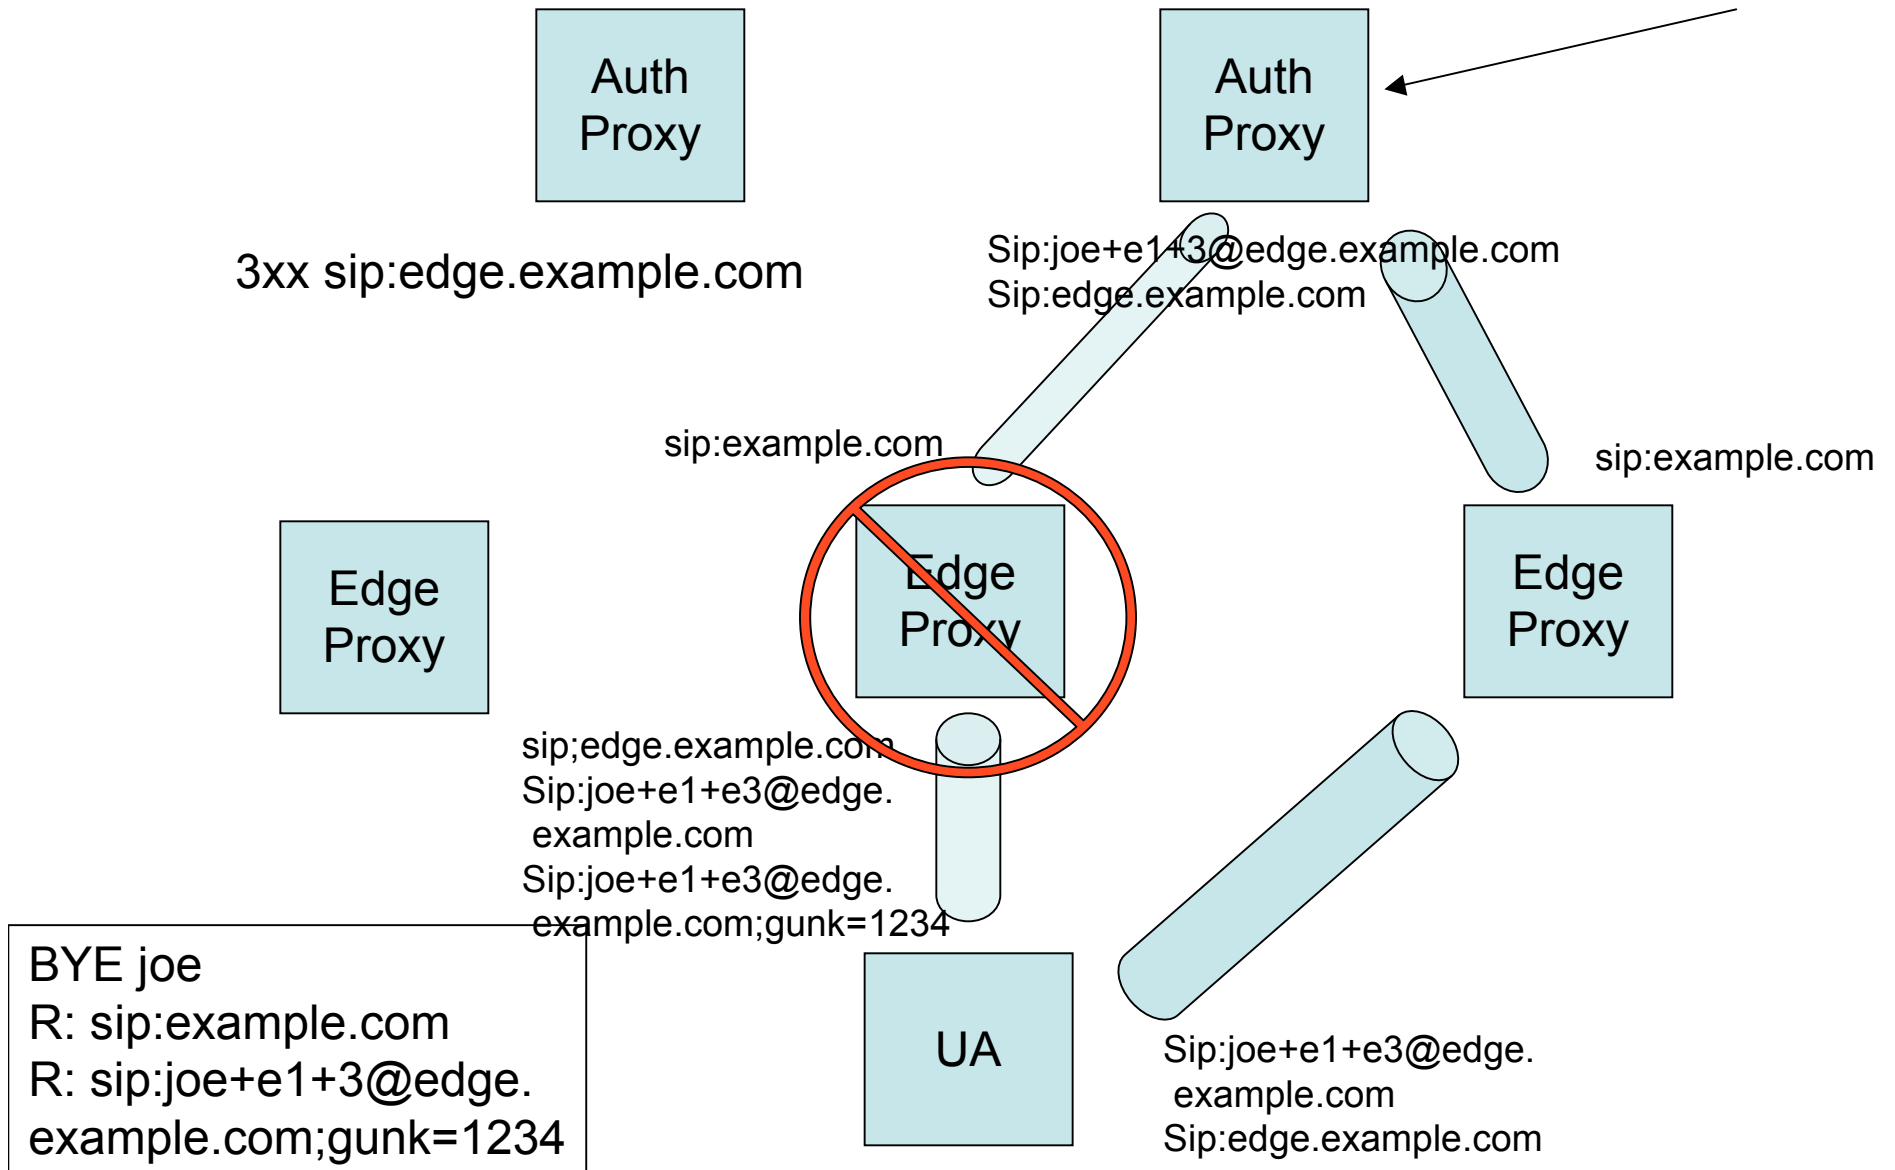 Auth
Proxy
Auth
Proxy
3xx sip:edge.example.com
Sip:joe+e1+3@edge.example.com
Sip:edge.example.com
sip:example.com
sip:example.com
Edge
Proxy
Edge
Proxy
Edge
Proxy
sip;edge.example.com
Sip:joe+e1+e3@edge.
example.com
Sip:joe+e1+e3@edge.
example.com;gunk=1234
BYE joe
R: sip:example.com
R: sip:joe+e1+3@edge.
example.com;gunk=1234
UA
Sip:joe+e1+e3@edge.
example.com
Sip:edge.example.com